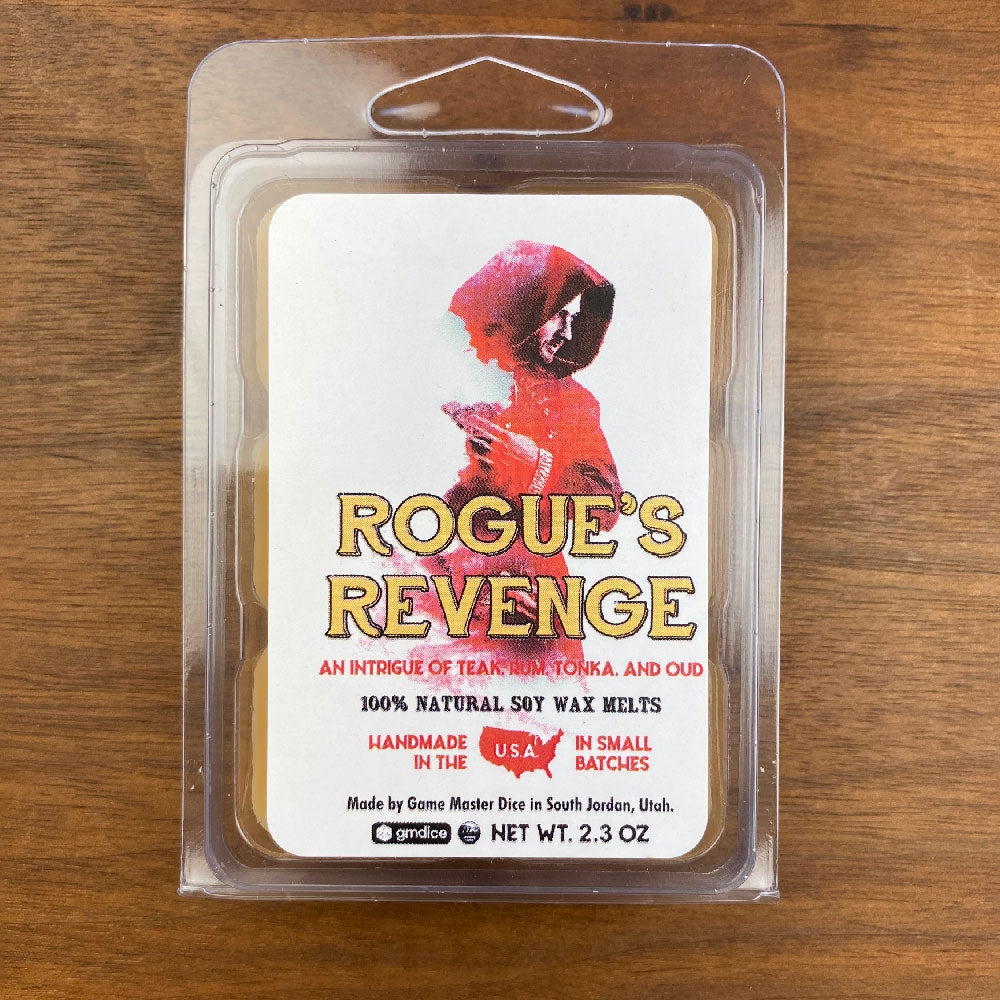 ROGUE'S
REVENGE
AN INTRIGUE OF TEAK, RUM, TONKA, AND OUD
100% NATURAL SOY WAX MELTS
HANDMADE
IN THE
U.S.A.
IN SMALL
BATCHES
Made by Game Master Dice in South Jordan, Utah.
gmdice
NET WT. 2.3 OZ